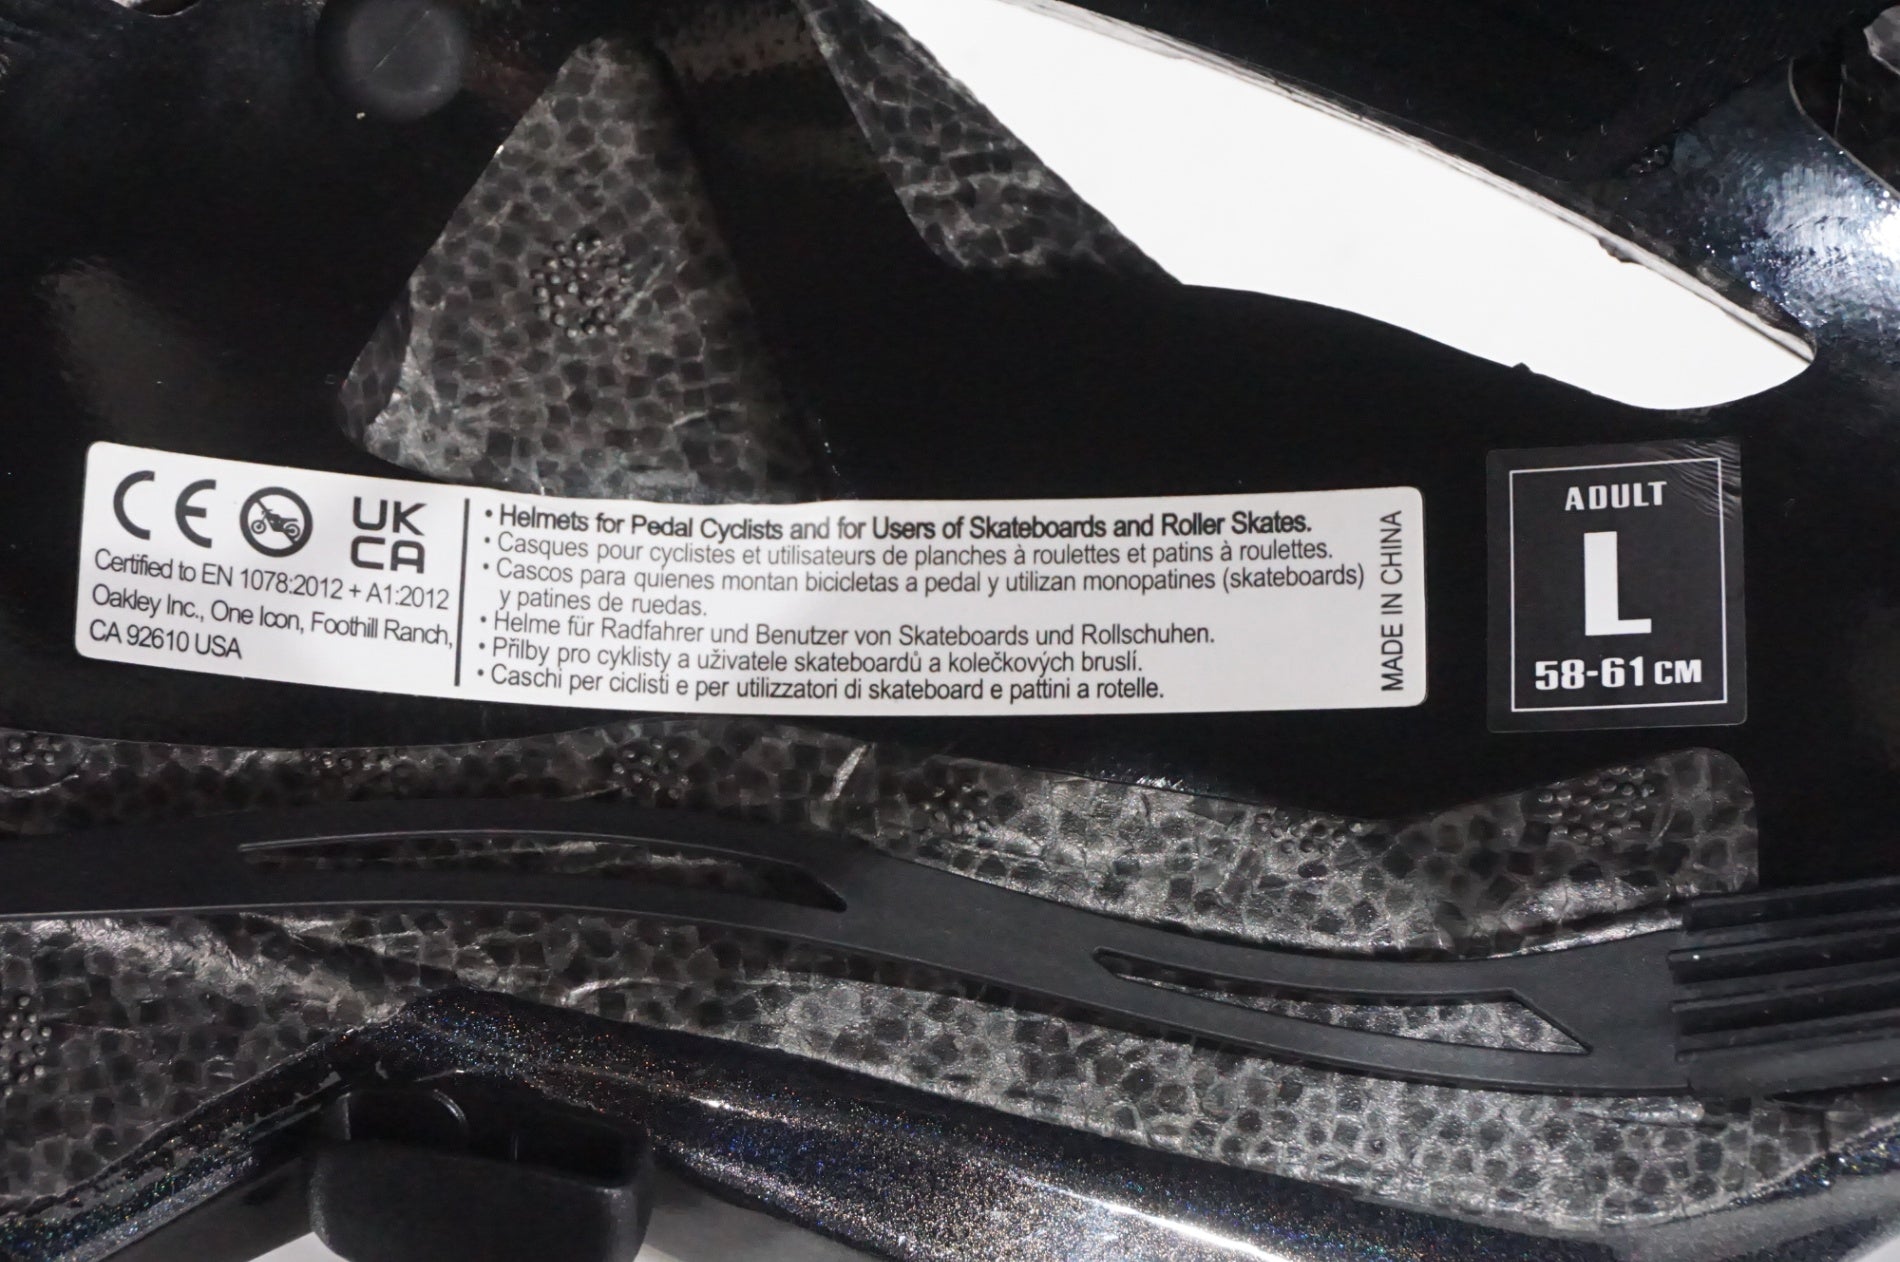 CE UKCA
Certified to EN 1078:2012 + A1:2012
Oakley Inc., One Icon, Foothill Ranch,
CA 92610 USA
• Helmets for Pedal Cyclists and for Users of Skateboards and Roller Skates.
• Casques pour cyclistes et utilisateurs de planches à roulettes et patins à roulettes.
• Cascos para quienes montan bicicletas a pedal y utilizan monopatines (skateboards)
y patines de ruedas.
• Helme für Radfahrer und Benutzer von Skateboards und Rollschuhen.
• Přilby pro cyklisty a uživatele skateboardů a kolečkových bruslí.
• Caschi per ciclisti e per utilizzatori di skateboard e pattini a rotelle.
MADE IN CHINA
ADULT
L
58-61 CM